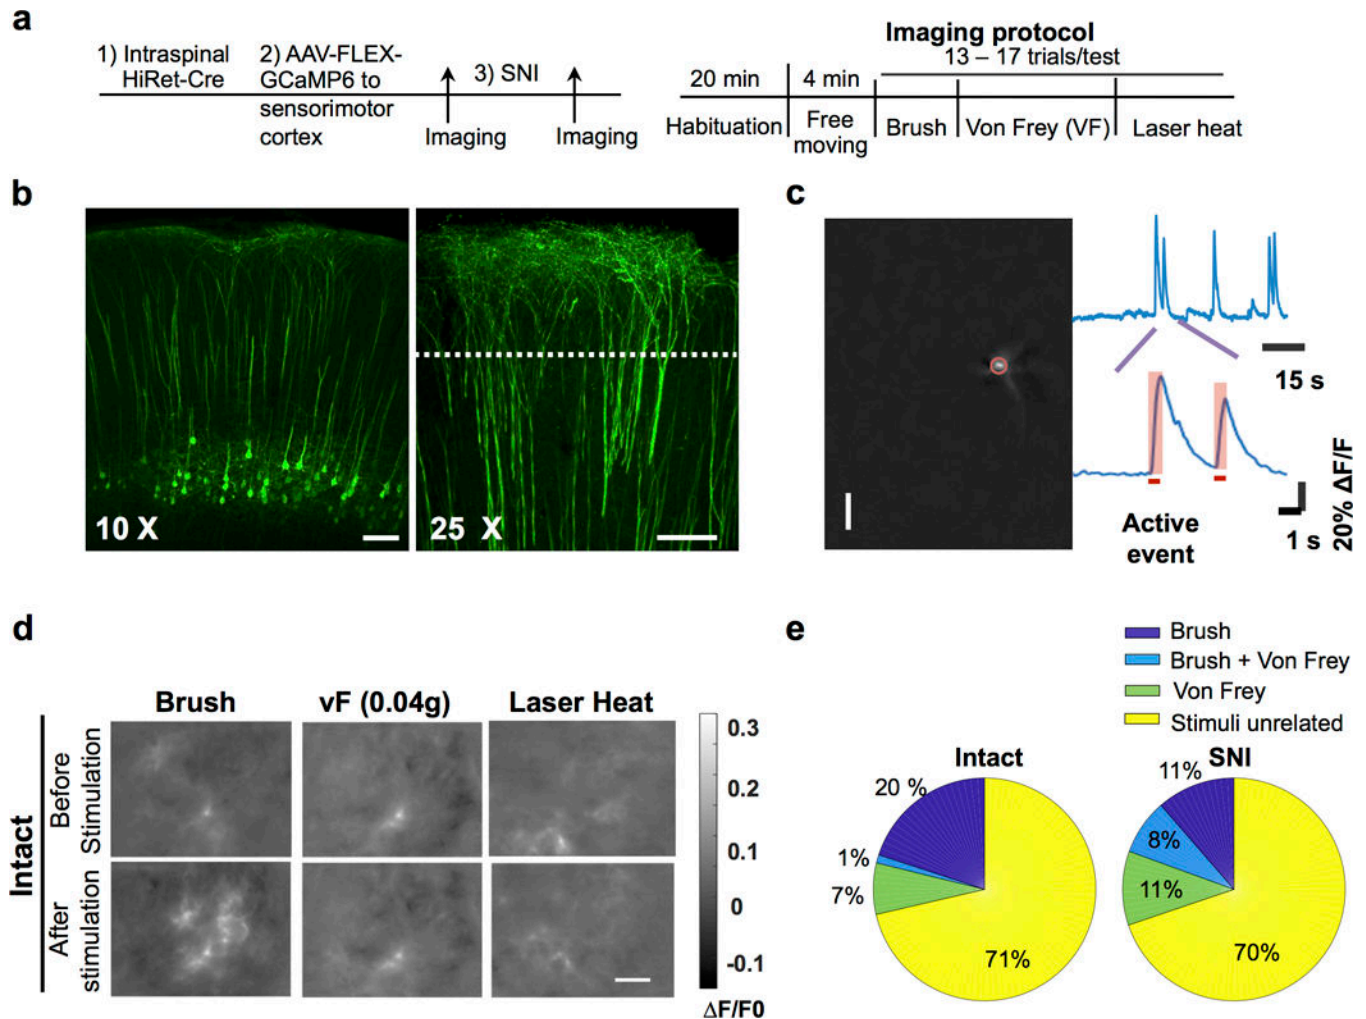 a
1) Intraspinal
HiRet-Cre
2) AAV-FLEX-
GCaMP6 to
sensorimotor
cortex
3) SNI
Imaging
Imaging
Imaging protocol
13 – 17 trials/test
20 min
4 min
Habituation
Free
moving
Brush
Von Frey (VF)
Laser heat
b
10 X
25 X
c
15 s
Active
event
1 s
20% ΔF/F
d
Brush
vF (0.04g)
Laser Heat
Intact
Before
Stimulation
After
stimulation
0.3
0.2
0.1
0
-0.1
ΔF/F0
e
Brush
Brush + Von Frey
Von Frey
Stimuli unrelated
Intact
20 %
1%
7%
71%
SNI
11%
8%
11%
70%